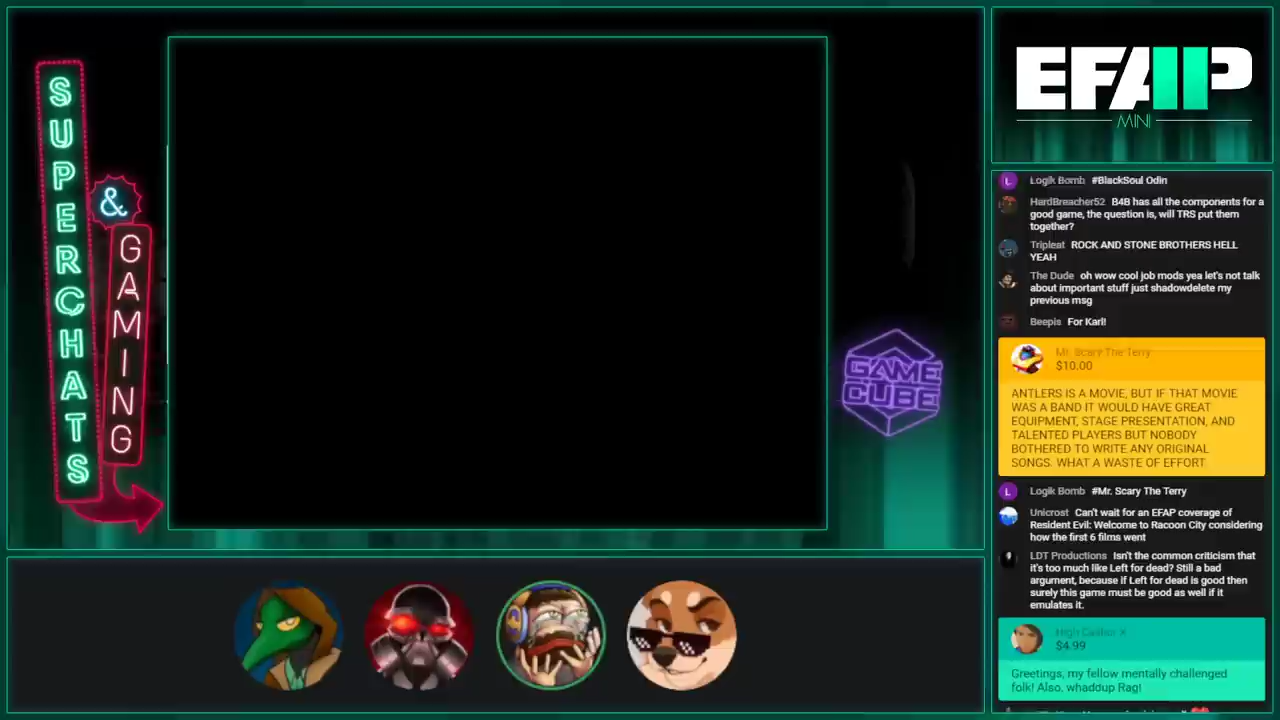 SUPERCHATS
&
GAMING
GAME
CUBE
EFAP
MINI
Logik Bomb #BlackSoul Odin
HardBreacher52 B4B has all the components for a
good game, the question is, will TRS put them
together?
Tripleat ROCK AND STONE BROTHERS HELL
YEAH
The Dude oh wow cool job mods yea let's not talk
about important stuff just shadowdelete my
previous msg
Beepis For Karl!
Mr. Scary The Terry
$10.00
ANTLERS IS A MOVIE, BUT IF THAT MOVIE
WAS A BAND IT WOULD HAVE GREAT
EQUIPMENT, STAGE PRESENTATION, AND
TALENTED PLAYERS BUT NOBODY
BOTHERED TO WRITE ANY ORIGINAL
SONGS. WHAT A WASTE OF EFFORT
Logik Bomb #Mr. Scary The Terry
Unicrost Can't wait for an EFAP coverage of
Resident Evil: Welcome to Racoon City considering
how the first 6 films went
LDT Productions Isn't the common criticism that
it's too much like Left for dead? Still a bad
argument, because if Left for dead is good then
surely this game must be good as well if it
emulates it.
$4.99
Greetings, my fellow mentally challenged
folk! Also, whaddup Rag!